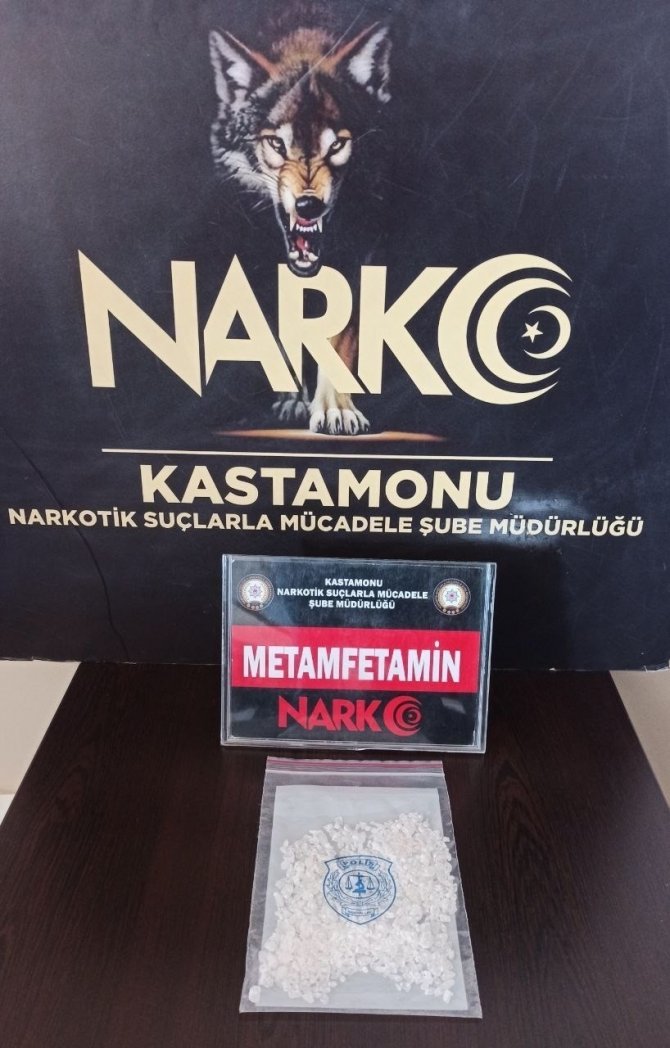 NARKO
KASTAMONU
NARKOTİK SUÇLARLA MÜCADELE ŞUBE MÜDÜRLÜĞÜ
KASTAMONU
NARKOTİK SUÇLARLA MÜCADELE
ŞUBE MÜDÜRLÜĞÜ
METAMFETAMİN
NARKO
POLİS